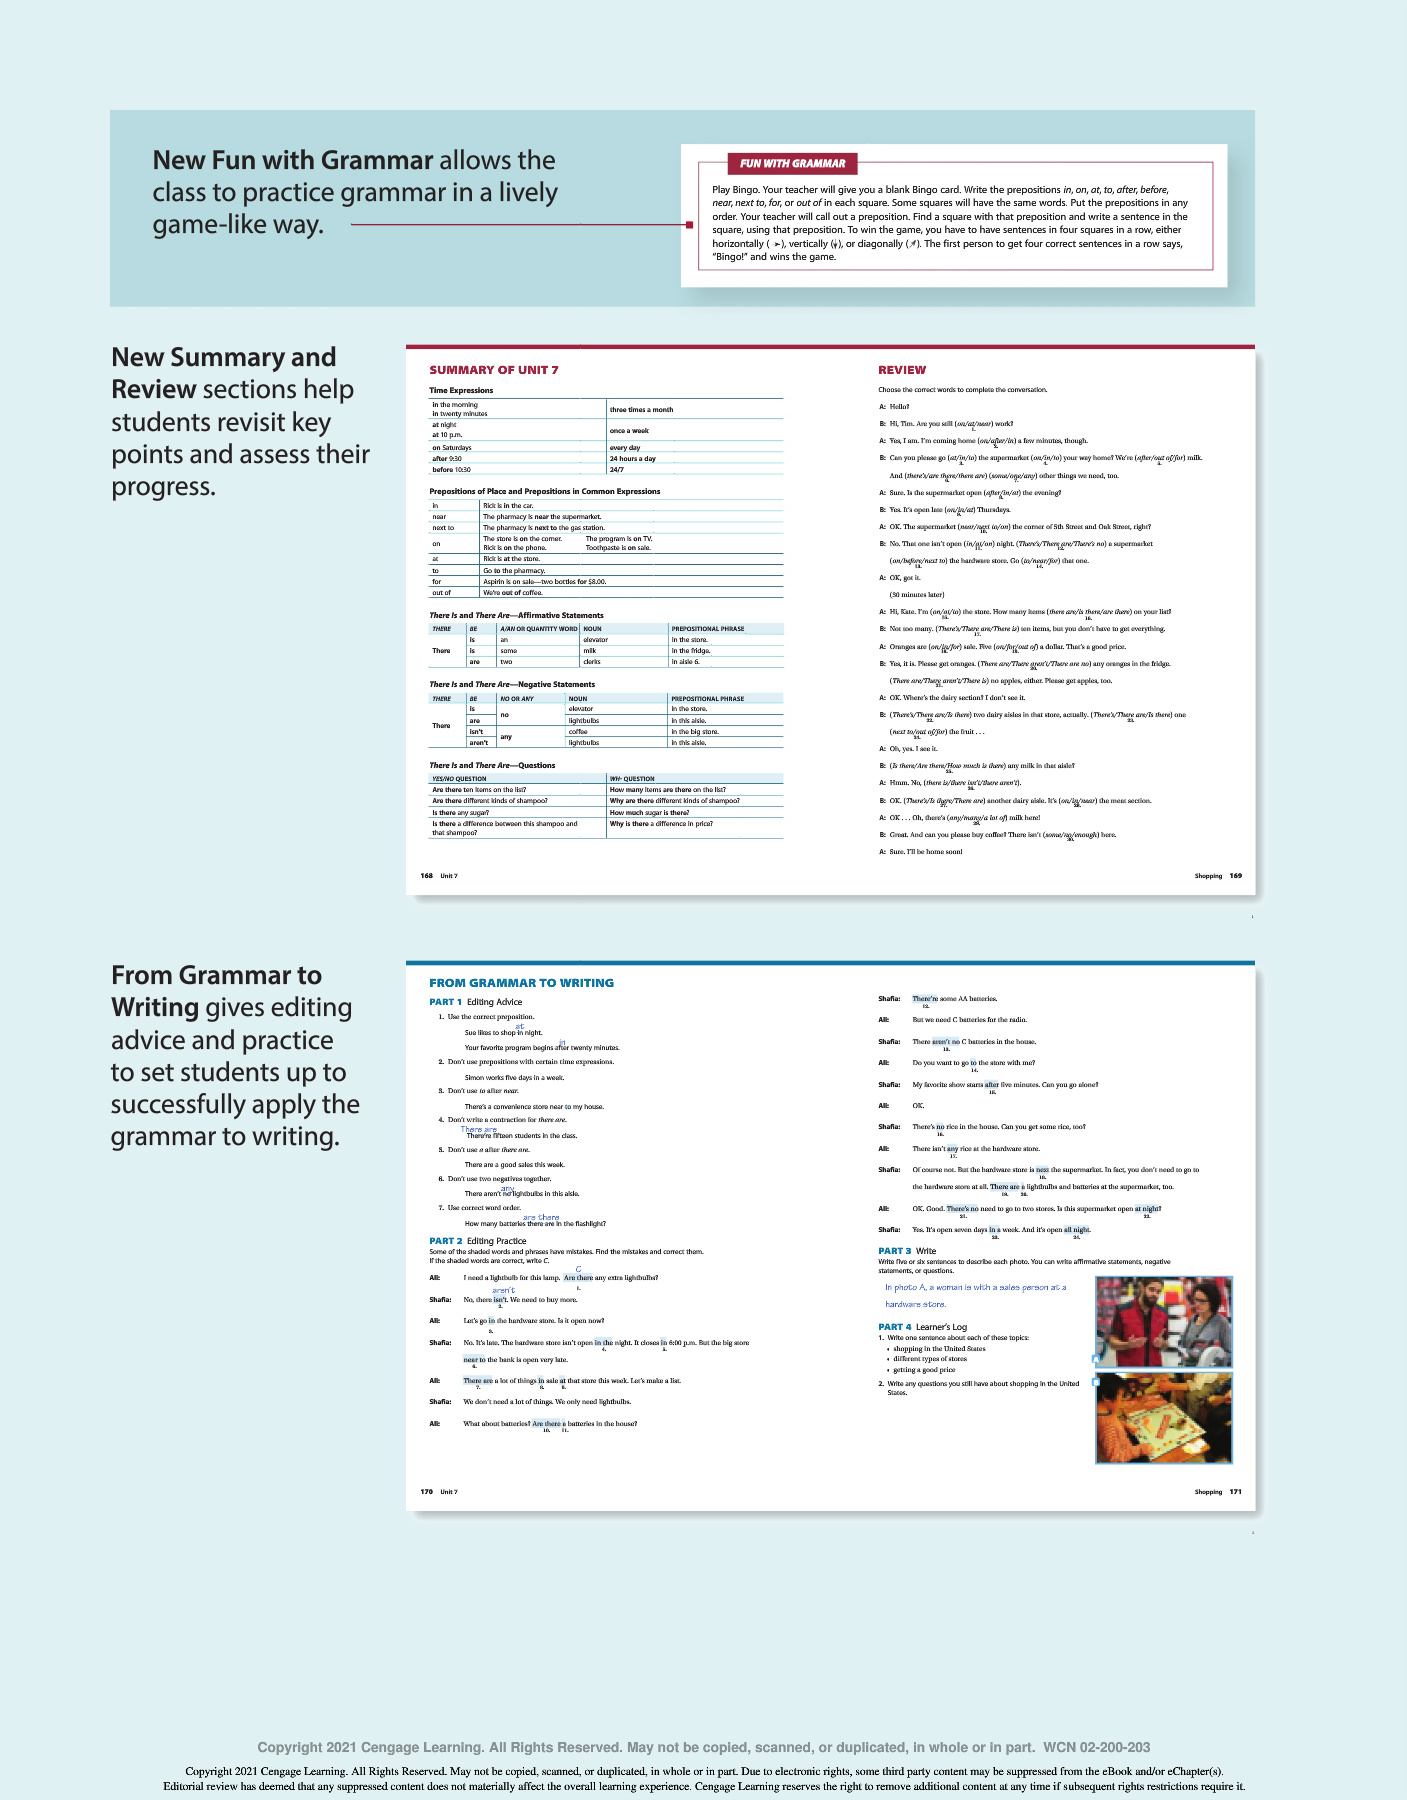 New Fun with Grammar allows the
class to practice grammar in a lively
game-like way.
FUN WITH GRAMMAR
Play Bingo. Your teacher will give you a blank Bingo card. Write the prepositions in, on, at, to, after, before,
near, next to, for, or out of in each square. Some squares will have the same words. Put the prepositions in any
order. Your teacher will call out a preposition. Find a square with that preposition and write a sentence in the
square, using that preposition. To win the game, you have to have sentences in four squares in a row, either
horizontally ( ), vertically ( ), or diagonally ( ). The first person to get four correct sentences in a row says,
"Bingo!" and wins the game.
New Summary and
Review sections help
students revisit key
points and assess their
progress.
SUMMARY OF UNIT 7
Time Expressions
in the morning
in twenty minutes
three times a month
at night
at 10 p.m.
once a week
on Saturdays every day
after 9:30 24 hours a day
before 10:30 24/7
Prepositions of Place and Prepositions in Common Expressions
in Rick is in the car.
near The pharmacy is near the supermarket.
next to The pharmacy is next to the gas station.
on The store is on the corner. The program is on TV.
Rick is on the phone. Toothpaste is on sale.
at Rick is at the store.
to Go to the pharmacy.
for Aspirin is on sale—two bottles for $8.00.
out of We're out of coffee.
There Is and There Are—Affirmative Statements
THERE BE A/AN OR QUANTITY WORD NOUN PREPOSITIONAL PHRASE
There is an elevator in the store.
is some milk in the fridge.
are two clerks in aisle 6.
There Is and There Are—Negative Statements
THERE BE NO OR ANY NOUN PREPOSITIONAL PHRASE
There is no elevator in the store.
are lightbulbs in this aisle.
isn't any coffee in the big store.
aren't lightbulbs in this aisle.
There Is and There Are—Questions
YES/NO QUESTION WH- QUESTION
Are there ten items on the list? How many items are there on the list?
Are there different kinds of shampoo? Why are there different kinds of shampoo?
Is there any sugar? How much sugar is there?
Is there a difference between this shampoo and
that shampoo?
Why is there a difference in price?
168 Unit 7
REVIEW
Choose the correct words to complete the conversation.
A: Hello?
B: Hi, Tim. Are you still (on/at/near) work?
1.
A: Yes, I am. I'm coming home (on/after/in) a few minutes, though.
2.
B: Can you please go (at/in/to) the supermarket (on/in/to) your way home? We're (after/out of/for) milk.
3. 4. 5.
And (there's/are there/there are) (some/one/any) other things we need, too.
6. 7.
A: Sure. Is the supermarket open (after/in/at) the evening?
8.
B: Yes. It's open late (on/in/at) Thursdays.
9.
A: OK. The supermarket (near/next to/on) the corner of 5th Street and Oak Street, right?
10.
B: No. That one isn't open (in/at/on) night. (There's/There are/There's no) a supermarket
11. 12.
(on/before/next to) the hardware store. Go (to/near/for) that one.
13. 14.
A: OK, got it.
(30 minutes later)
A: Hi, Kate. I'm (on/at/to) the store. How many items (there are/is there/are there) on your list?
15. 16.
B: Not too many. (There's/There are/There is) ten items, but you don't have to get everything.
17.
A: Oranges are (on/in/for) sale. Five (on/for/out of) a dollar. That's a good price.
18. 19.
B: Yes, it is. Please get oranges. (There are/There aren't/There are no) any oranges in the fridge.
20.
(There are/There aren't/There is) no apples, either. Please get apples, too.
21.
A: OK. Where's the dairy section? I don't see it.
B: (There's/There are/Is there) two dairy aisles in that store, actually. (There's/There are/Is there) one
22. 23.
(next to/out of/for) the fruit . . .
24.
A: Oh, yes. I see it.
B: (Is there/Are there/How much is there) any milk in that aisle?
25.
A: Hmm. No, (there is/there isn't/there aren't).
26.
B: OK. (There's/Is there/There are) another dairy aisle. It's (on/in/near) the meat section.
27. 28.
A: OK . . . Oh, there's (any/many/a lot of) milk here!
29.
B: Great. And can you please buy coffee? There isn't (some/no/enough) here.
30.
A: Sure. I'll be home soon!
Shopping 169
From Grammar to
Writing gives editing
advice and practice
to set students up to
successfully apply the
grammar to writing.
FROM GRAMMAR TO WRITING
PART 1 Editing Advice
1. Use the correct preposition.
at
Sue likes to shop in night.
in
Your favorite program begins after twenty minutes.
2. Don't use prepositions with certain time expressions.
Simon works five days in a week.
3. Don't use to after near.
There's a convenience store near to my house.
4. Don't write a contraction for there are.
There are
There're fifteen students in the class.
5. Don't use a after there are.
There are a good sales this week.
6. Don't use two negatives together.
any
There aren't no lightbulbs in this aisle.
7. Use correct word order.
are there
How many batteries there are in the flashlight?
PART 2 Editing Practice
Some of the shaded words and phrases have mistakes. Find the mistakes and correct them.
If the shaded words are correct, write C.
C
Ali: I need a lightbulb for this lamp. Are there any extra lightbulbs?
1.
aren't
Shafia: No, there isn't. We need to buy more.
2.
Ali: Let's go in the hardware store. Is it open now?
3.
Shafia: No. It's late. The hardware store isn't open in the night. It closes in 6:00 p.m. But the big store
4. 5.
near to the bank is open very late.
6.
Ali: There are a lot of things in sale at that store this week. Let's make a list.
7. 8. 9.
Shafia: We don't need a lot of things. We only need lightbulbs.
Ali: What about batteries? Are there a batteries in the house?
10. 11.
170 Unit 7
Shafia: There're some AA batteries.
12.
Ali: But we need C batteries for the radio.
Shafia: There aren't no C batteries in the house.
13.
Ali: Do you want to go to the store with me?
14.
Shafia: My favorite show starts after five minutes. Can you go alone?
15.
Ali: OK.
Shafia: There's no rice in the house. Can you get some rice, too?
16.
Ali: There isn't any rice at the hardware store.
17.
Shafia: Of course not. But the hardware store is next the supermarket. In fact, you don't need to go to
18.
the hardware store at all. There are a lightbulbs and batteries at the supermarket, too.
19. 20.
Ali: OK. Good. There's no need to go to two stores. Is this supermarket open at night?
21. 22.
Shafia: Yes. It's open seven days in a week. And it's open all night.
23. 24.
PART 3 Write
Write five or six sentences to describe each photo. You can write affirmative statements, negative
statements, or questions.
In photo A, a woman is with a sales person at a
hardware store.
PART 4 Learner's Log
1. Write one sentence about each of these topics:
• shopping in the United States
• different types of stores
• getting a good price
2. Write any questions you still have about shopping in the United
States.
Shopping 171
Copyright 2021 Cengage Learning. All Rights Reserved. May not be copied, scanned, or duplicated, in whole or in part. WCN 02-200-203
Copyright 2021 Cengage Learning. All Rights Reserved. May not be copied, scanned, or duplicated, in whole or in part. Due to electronic rights, some third party content may be suppressed from the eBook and/or eChapter(s).
Editorial review has deemed that any suppressed content does not materially affect the overall learning experience. Cengage Learning reserves the right to remove additional content at any time if subsequent rights restrictions require it.